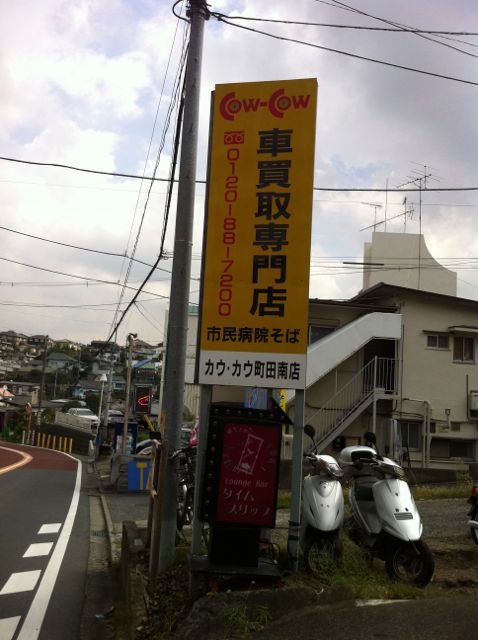 Cow-Cow
車買取専門店
0120-88-7200
市民病院そば
カウ・カウ町田南店
Lounge Bar
タイム
スリップ